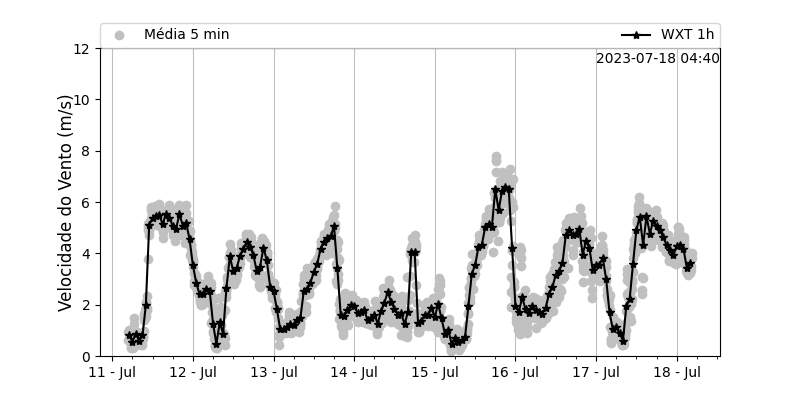 Média 5 min
WXT 1h
2023-07-18 04:40
Velocidade do Vento (m/s)
12
10
8
6
4
2
0
11 - Jul
12 - Jul
13 - Jul
14 - Jul
15 - Jul
16 - Jul
17 - Jul
18 - Jul